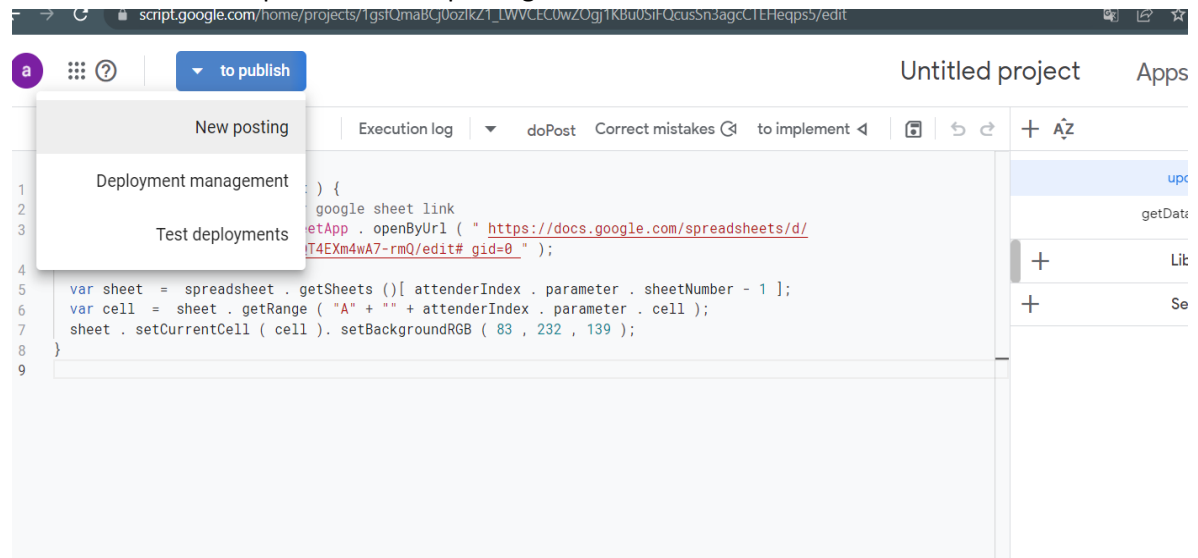 script.google.com/home/projects/1gsfQmaBCj0ozlkZ1_LWVCEC0wZOgj1KBu0SiFQcusSn3agcCTEHeqps5/edit
a
to publish
Untitled project
Apps
New posting
Deployment management
Test deployments
Execution log
doPost
Correct mistakes
to implement
AZ
1 ) {
2 google sheet link
3 etApp . openByUrl ( " https://docs.google.com/spreadsheets/d/
T4EXm4wA7-rmQ/edit# gid=0 " );
4
5 var sheet = spreadsheet . getSheets ()[ attenderIndex . parameter . sheetNumber - 1 ];
6 var cell = sheet . getRange ( "A" + "" + attenderIndex . parameter . cell );
7 sheet . setCurrentCell ( cell ). setBackgroundRGB ( 83 , 232 , 139 );
8 }
9
upd
getData
Lib
Se